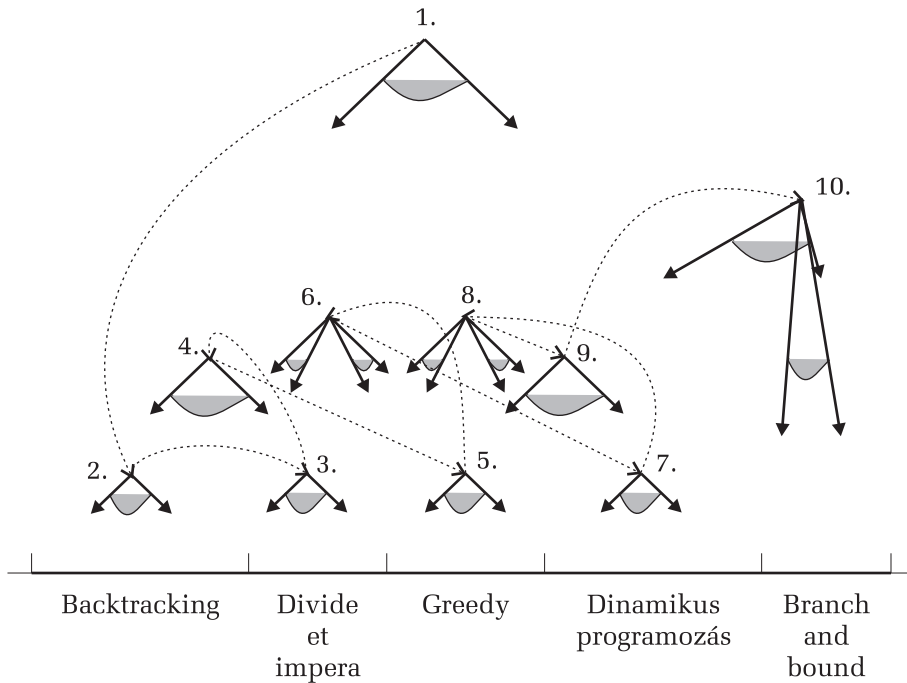 1.
10.
6.
8.
4.
9.
2.
3.
5.
7.
Backtracking
Divide
et
impera
Greedy
Dinamikus
programozás
Branch
and
bound